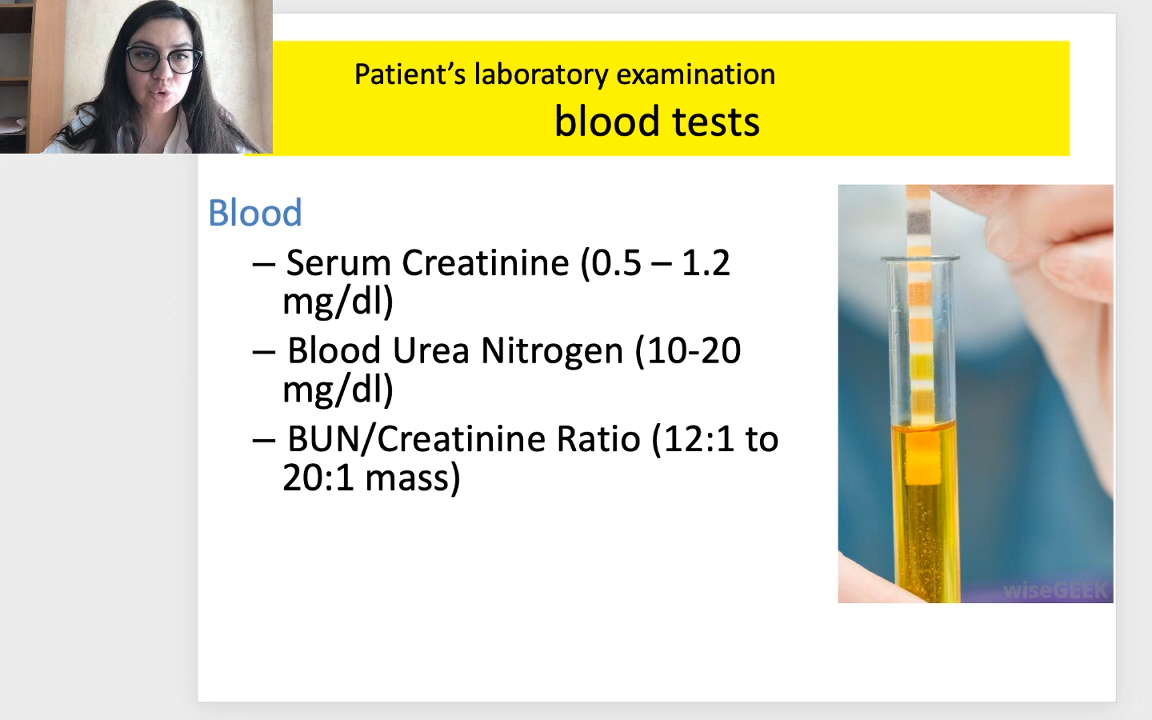 Patient’s laboratory examination
blood tests
Blood
– Serum Creatinine (0.5 – 1.2
mg/dl)
– Blood Urea Nitrogen (10-20
mg/dl)
– BUN/Creatinine Ratio (12:1 to
20:1 mass)
wiseGEEK